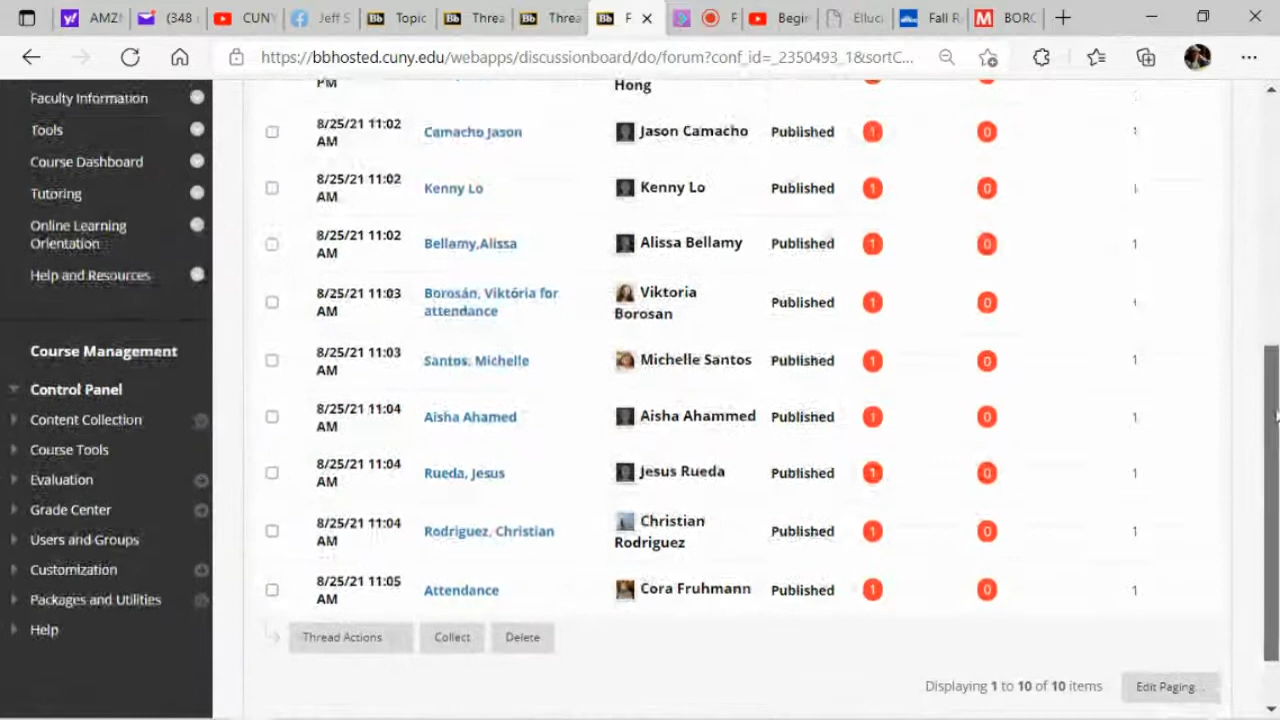 AMZI (348 CUNY Jeff S Topic Threa Threa F F Begir Elluci Fall R BORC
https://bbhosted.cuny.edu/webapps/discussionboard/do/forum?conf_id=_2350493_1&sortC...
Faculty Information
Tools
Course Dashboard
Tutoring
Online Learning
Orientation
Help and Resources
Course Management
Control Panel
Content Collection
Course Tools
Evaluation
Grade Center
Users and Groups
Customization
Packages and Utilities
Help
PM Hong
8/25/21 11:02 AM Camacho Jason Jason Camacho Published 1 0
8/25/21 11:02 AM Kenny Lo Kenny Lo Published 1 0
8/25/21 11:02 AM Bellamy,Alissa Alissa Bellamy Published 1 0 1
8/25/21 11:03 AM Borosán, Viktória for attendance Viktoria Borosan Published 1 0
8/25/21 11:03 AM Santos, Michelle Michelle Santos Published 1 0 1
8/25/21 11:04 AM Aisha Ahamed Aisha Ahammed Published 1 0 1
8/25/21 11:04 AM Rueda, Jesus Jesus Rueda Published 1 0 1
8/25/21 11:04 AM Rodriguez, Christian Christian Rodriguez Published 1 0 1
8/25/21 11:05 AM Attendance Cora Fruhmann Published 1 0 1
Thread Actions Collect Delete
Displaying 1 to 10 of 10 items Edit Paging...